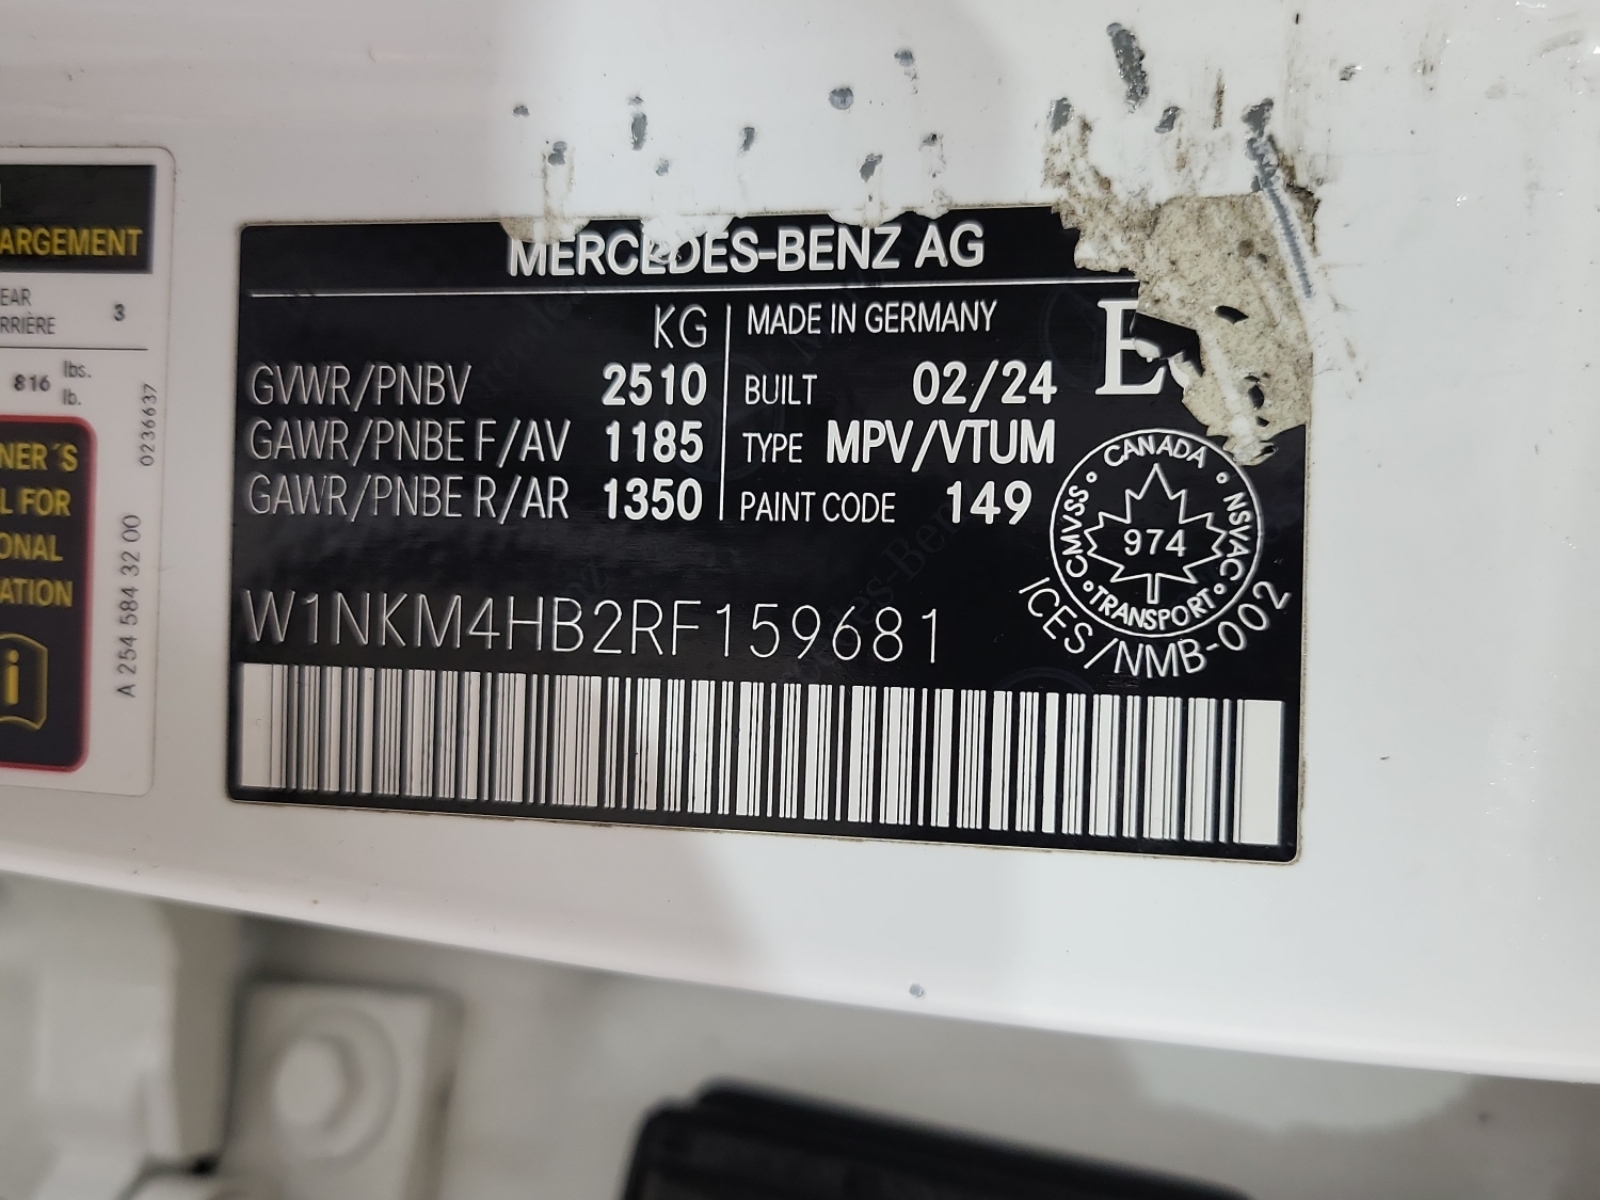 ARGEMENT
EAR
RRIÈRE
3
816 lbs.
lb.
NER´S
L FOR
ONAL
ATION
i
A 254 584 32 00
0236637
MERCEDES-BENZ AG
KG
GVWR/PNBV 2510
GAWR/PNBE F/AV 1185
GAWR/PNBE R/AR 1350
MADE IN GERMANY
BUILT 02/24
TYPE MPV/VTUM
PAINT CODE 149
E
CANADA
NSVAC
TRANSPORT
CMVSS
974
ICES/NMB-002
W1NKM4HB2RF159681